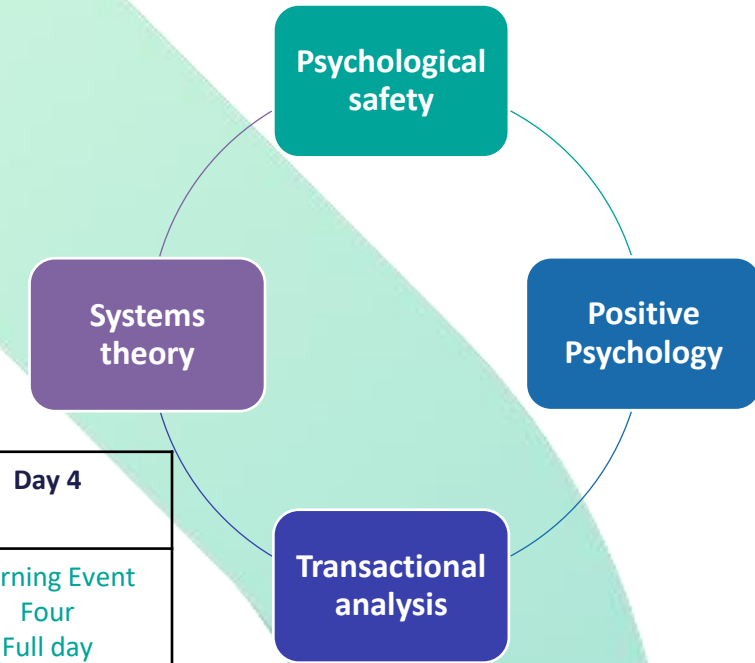 Psychological
safety
Systems
theory
Positive
Psychology
Day 4
rning Event
Four
Full day
Transactional
analysis